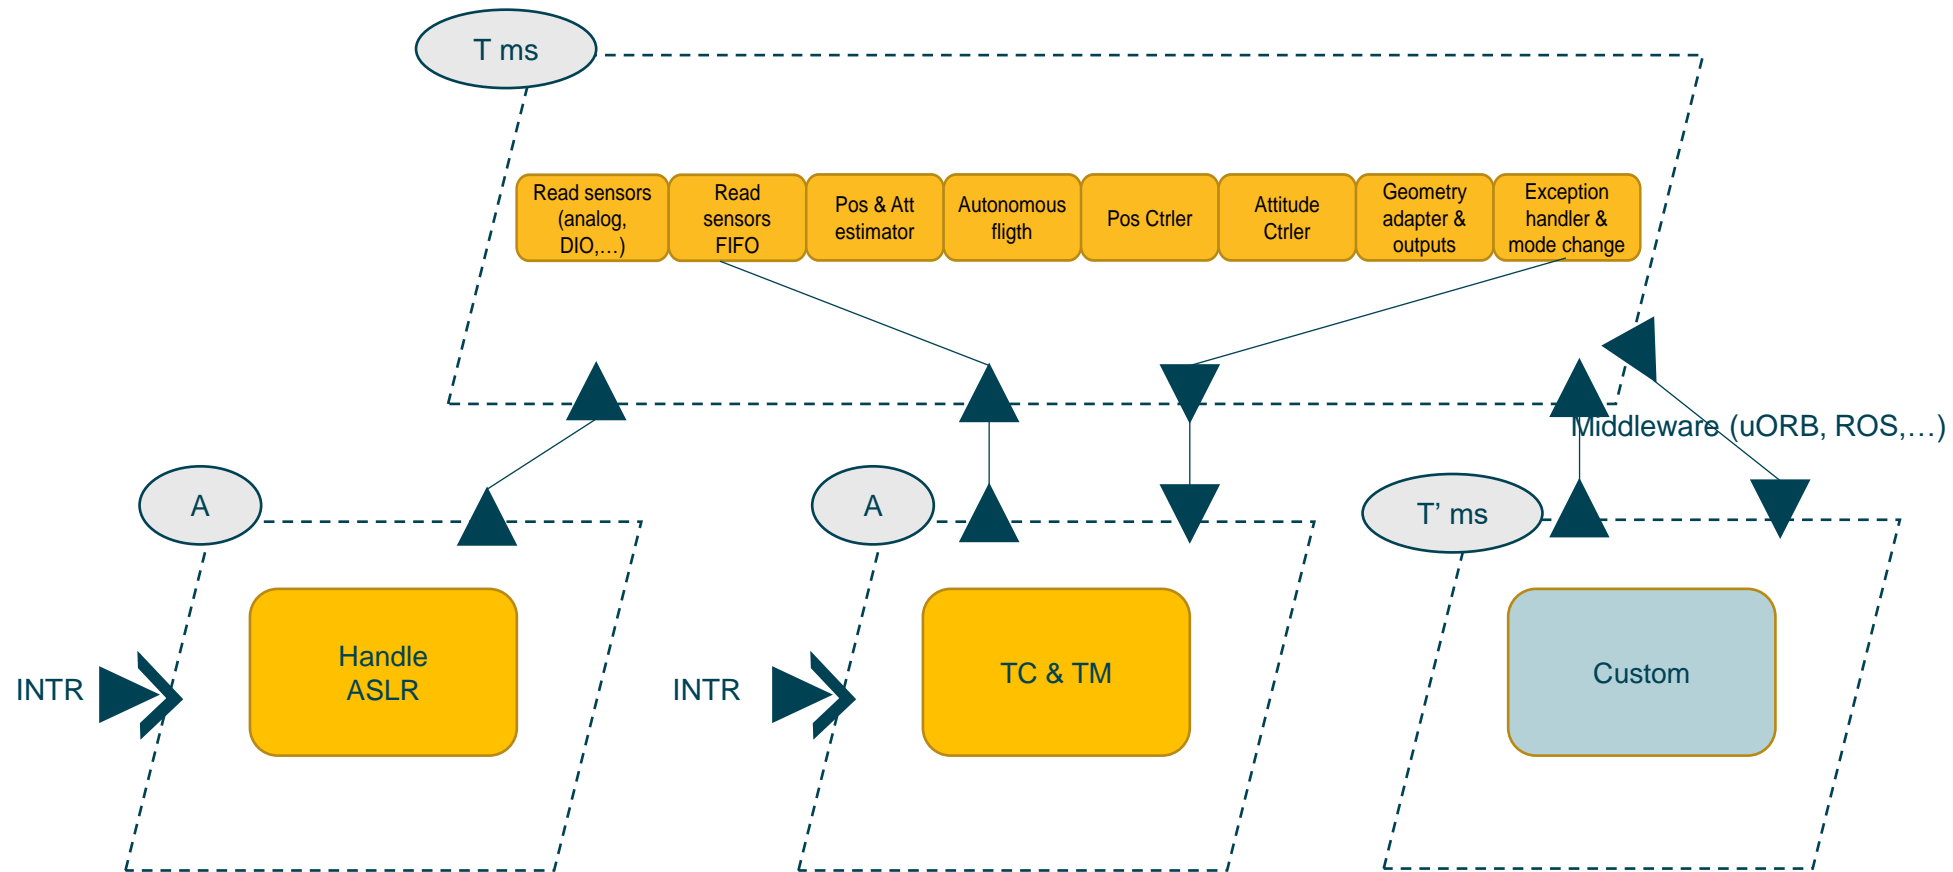 T ms
Read sensors
(analog,
DIO,…)
Read
sensors
FIFO
Pos & Att
estimator
Autonomous
fligth
Pos Ctrler
Attitude
Ctrler
Geometry
adapter &
outputs
Exception
handler &
mode change
Middleware (uORB, ROS,…)
A
A
T’ ms
INTR
Handle
ASLR
INTR
TC & TM
Custom